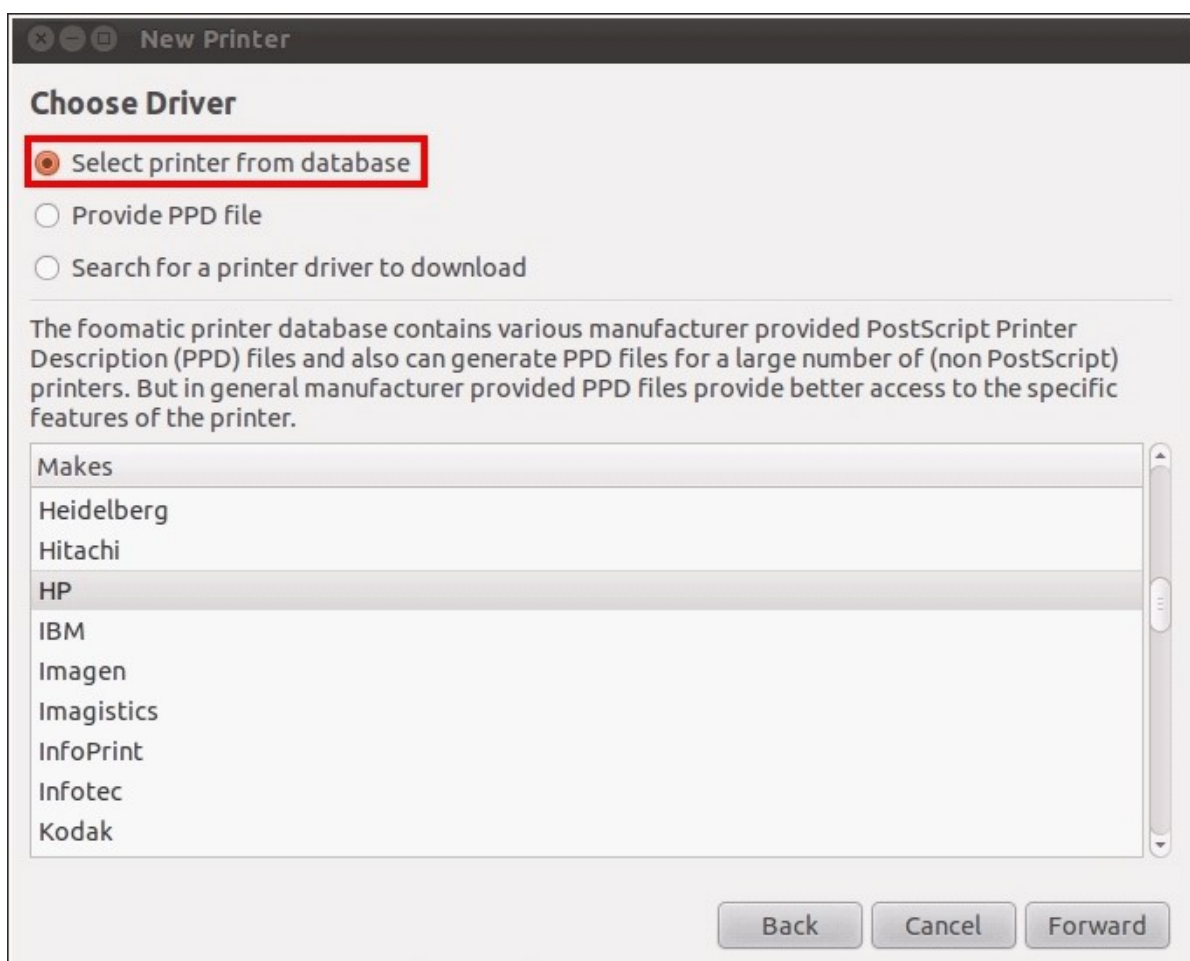 New Printer
Choose Driver
Select printer from database
Provide PPD file
Search for a printer driver to download
The foomatic printer database contains various manufacturer provided PostScript Printer
Description (PPD) files and also can generate PPD files for a large number of (non PostScript)
printers. But in general manufacturer provided PPD files provide better access to the specific
features of the printer.
Makes
Heidelberg
Hitachi
HP
IBM
Imagen
Imagistics
InfoPrint
Infotec
Kodak
Back Cancel Forward